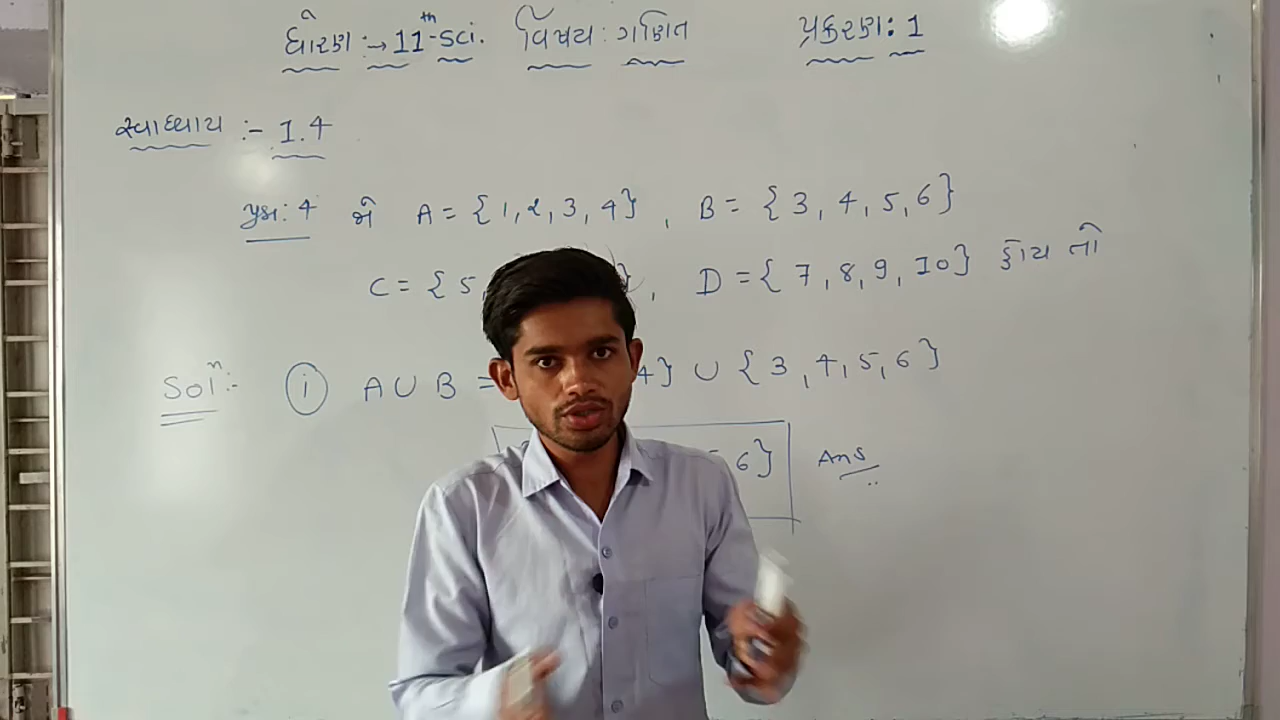 ધોરણ :→ 11th-sci. વિષય : ગણિત પ્રકરણ : 1
સ્વાધ્યાય :- 1.4
પ્રશ્ન : 4 જો A = {1, 2, 3, 4} , B = {3, 4, 5, 6}
C = {5 } , D = {7, 8, 9, 10} હોય તો
Solⁿ :- (i) A ∪ B = 4} ∪ {3, 4, 5, 6}
6} Ans